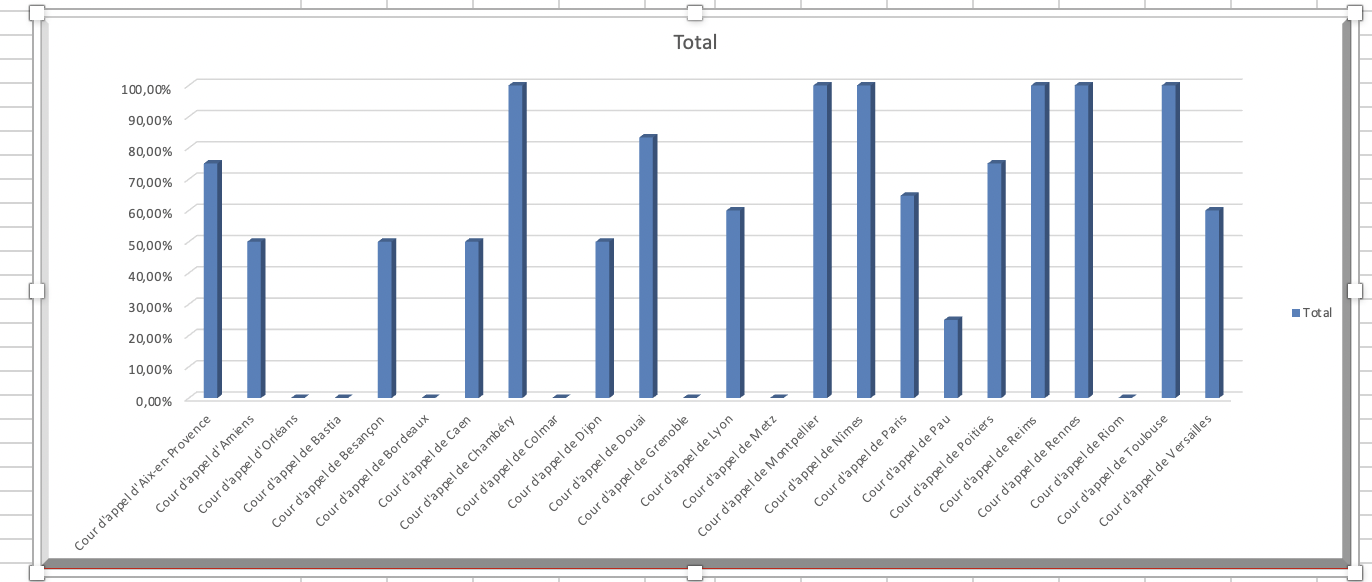 Total
100,00%
90,00%
80,00%
70,00%
60,00%
50,00%
40,00%
30,00%
20,00%
10,00%
0,00%
Cour d'appel d'Aix-en-Provence
Cour d'appel d'Amiens
Cour d'appel d'Orléans
Cour d'appel de Bastia
Cour d'appel de Besançon
Cour d'appel de Bordeaux
Cour d'appel de Caen
Cour d'appel de Chambéry
Cour d'appel de Colmar
Cour d'appel de Dijon
Cour d'appel de Douai
Cour d'appel de Grenoble
Cour d'appel de Lyon
Cour d'appel de Metz
Cour d'appel de Montpellier
Cour d'appel de Nîmes
Cour d'appel de Paris
Cour d'appel de Pau
Cour d'appel de Poitiers
Cour d'appel de Reims
Cour d'appel de Rennes
Cour d'appel de Riom
Cour d'appel de Toulouse
Cour d'appel de Versailles
Total